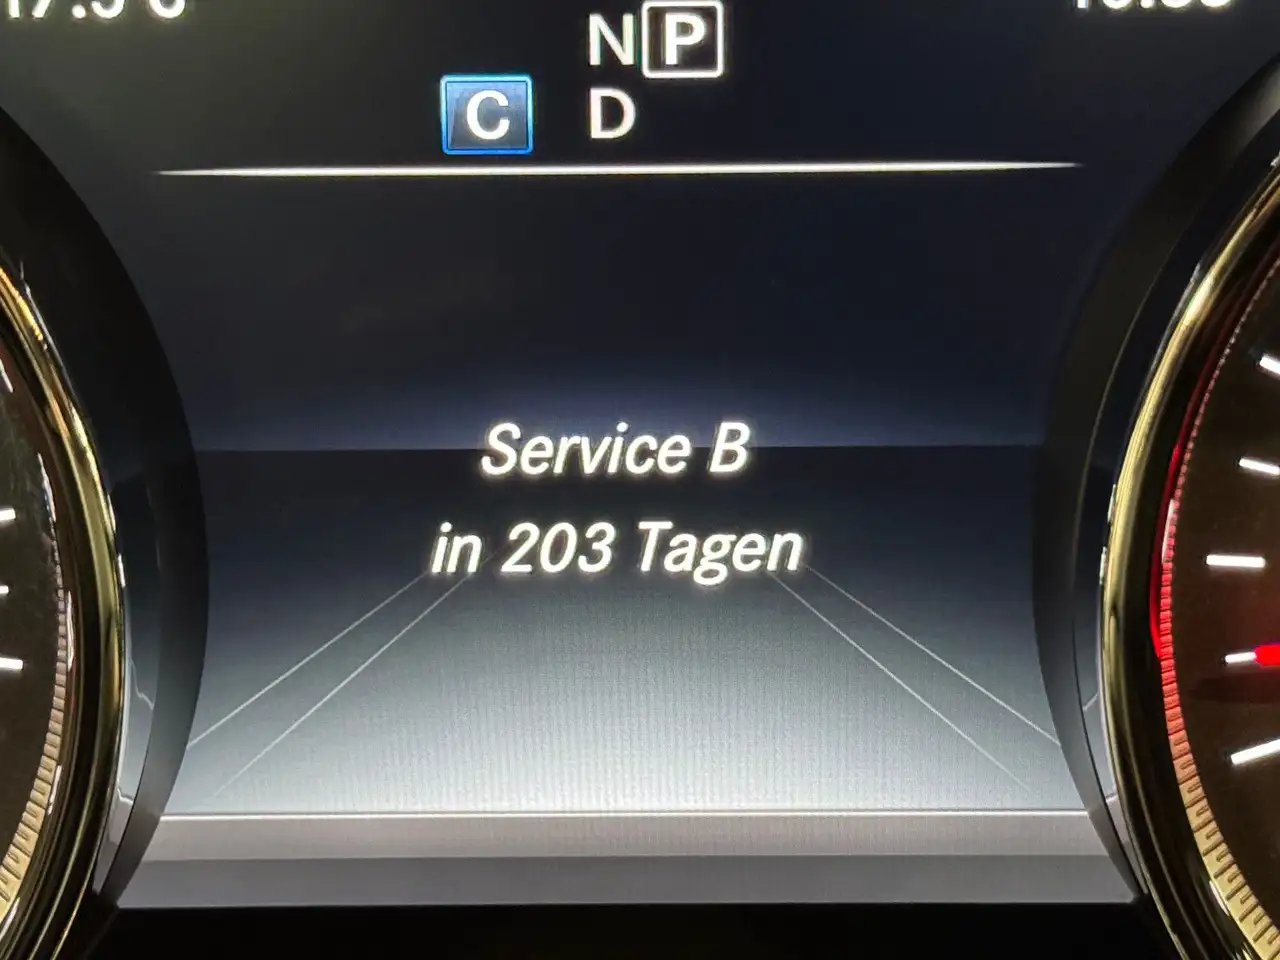 N P
C D
Service B
in 203 Tagen